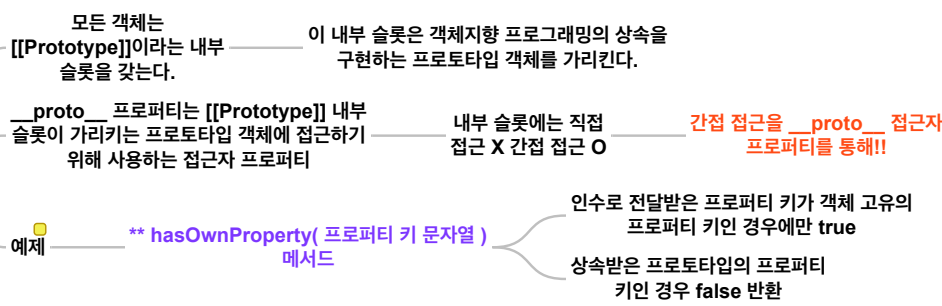 모든 객체는
[[Prototype]]이라는 내부
슬롯을 갖는다.
이 내부 슬롯은 객체지향 프로그래밍의 상속을
구현하는 프로토타입 객체를 가리킨다.
__proto__ 프로퍼티는 [[Prototype]] 내부
슬롯이 가리키는 프로토타입 객체에 접근하기
위해 사용하는 접근자 프로퍼티
내부 슬롯에는 직접
접근 X 간접 접근 O
간접 접근을 __proto__ 접근자
프로퍼티를 통해!!
예제
** hasOwnProperty( 프로퍼티 키 문자열 )
메서드
인수로 전달받은 프로퍼티 키가 객체 고유의
프로퍼티 키인 경우에만 true
상속받은 프로토타입의 프로퍼티
키인 경우 false 반환